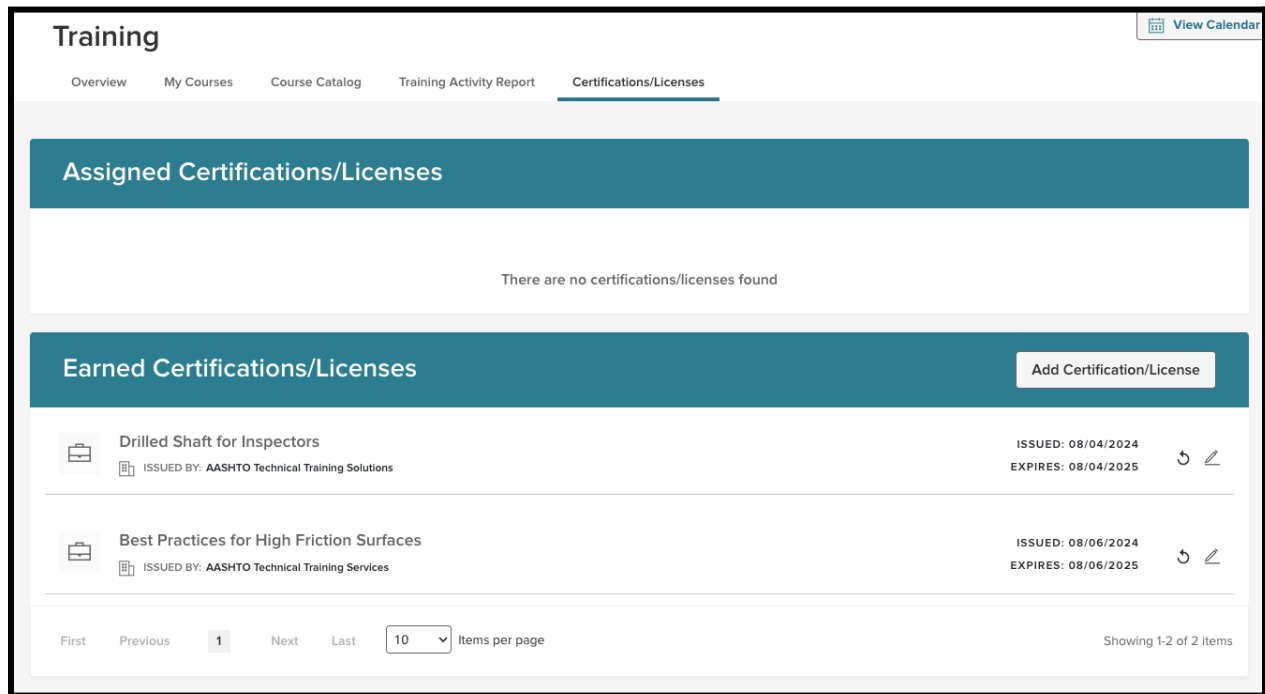 Training
View Calendar
Overview My Courses Course Catalog Training Activity Report Certifications/Licenses
Assigned Certifications/Licenses
There are no certifications/licenses found
Earned Certifications/Licenses
Add Certification/License
Drilled Shaft for Inspectors
ISSUED BY: AASHTO Technical Training Solutions
ISSUED: 08/04/2024
EXPIRES: 08/04/2025
Best Practices for High Friction Surfaces
ISSUED BY: AASHTO Technical Training Services
ISSUED: 08/06/2024
EXPIRES: 08/06/2025
First Previous 1 Next Last 10 Items per page Showing 1-2 of 2 items